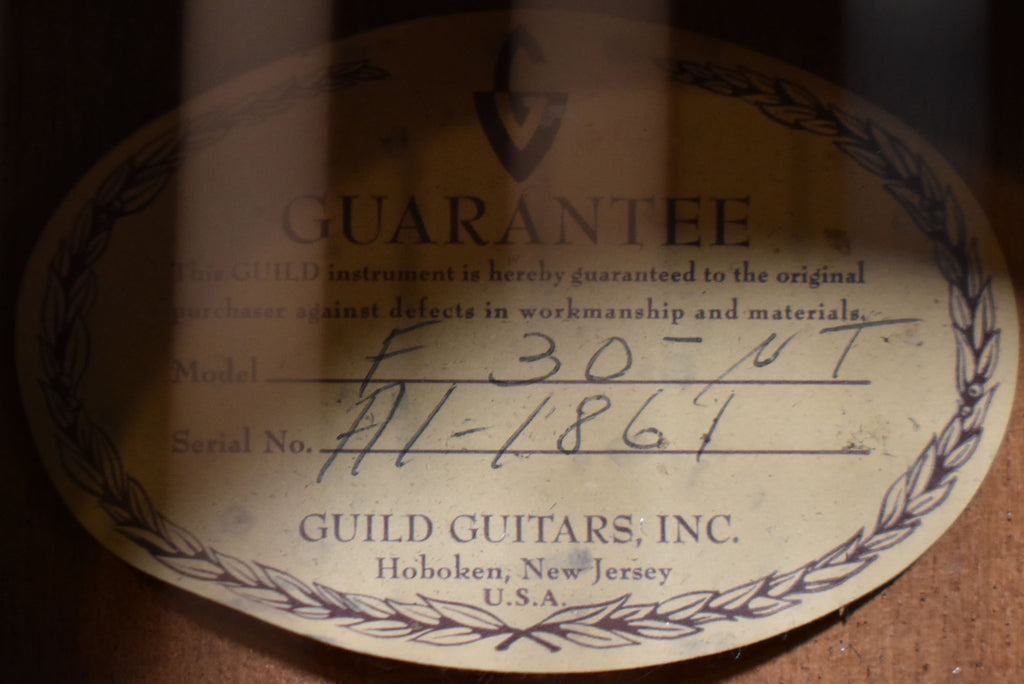 G
GUARANTEE
This GUILD instrument is hereby guaranteed to the original
purchaser against defects in workmanship and materials.
Model F 30-NT
Serial No. AI-1861
GUILD GUITARS, INC.
Hoboken, New Jersey
U.S.A.